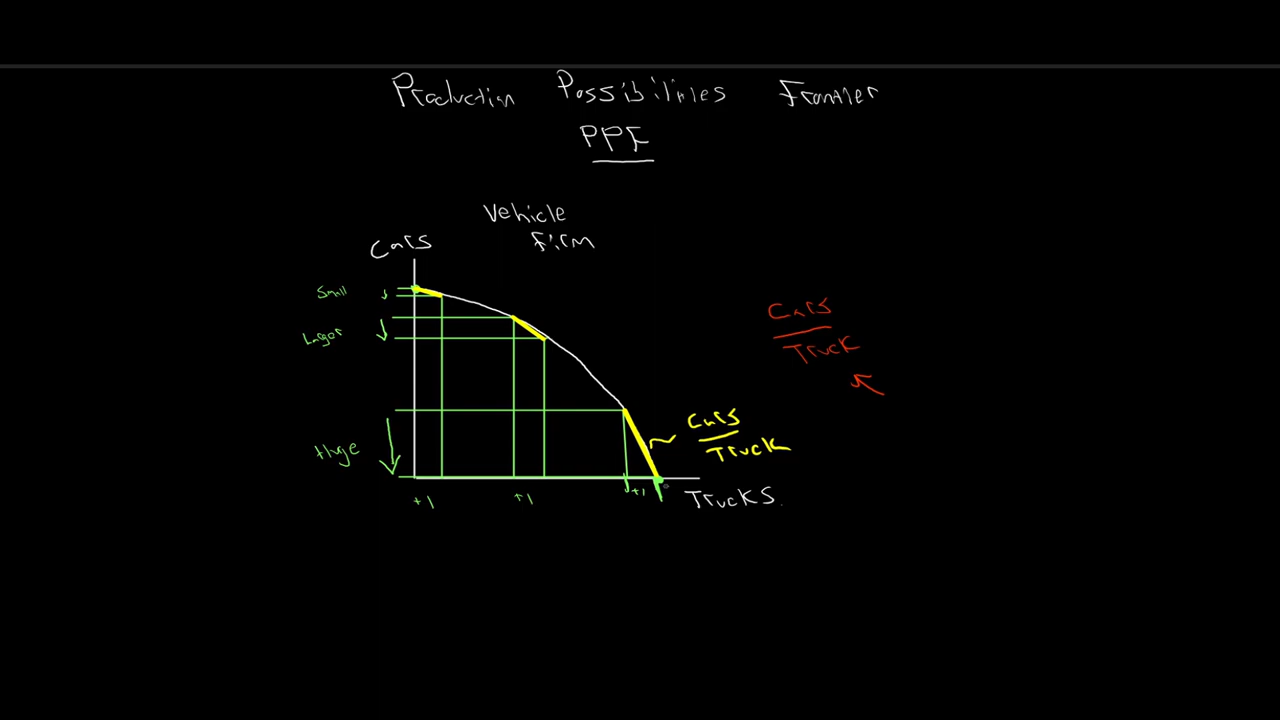 Production Possibilities Frontier
PPF
Vehicle
Firm
Cars
Small
Larger
Huge
Cars
Truck
Cars
Truck
+1
+1
+1
Trucks